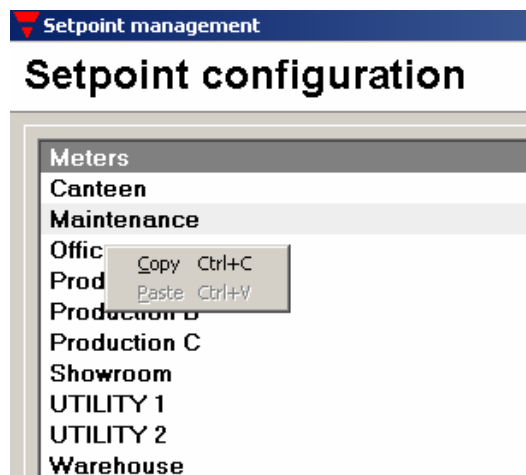 Setpoint management
Setpoint configuration
Meters
Canteen
Maintenance
Offic
Copy Ctrl+C
Prod
Paste Ctrl+V
Production B
Production C
Showroom
UTILITY 1
UTILITY 2
Warehouse